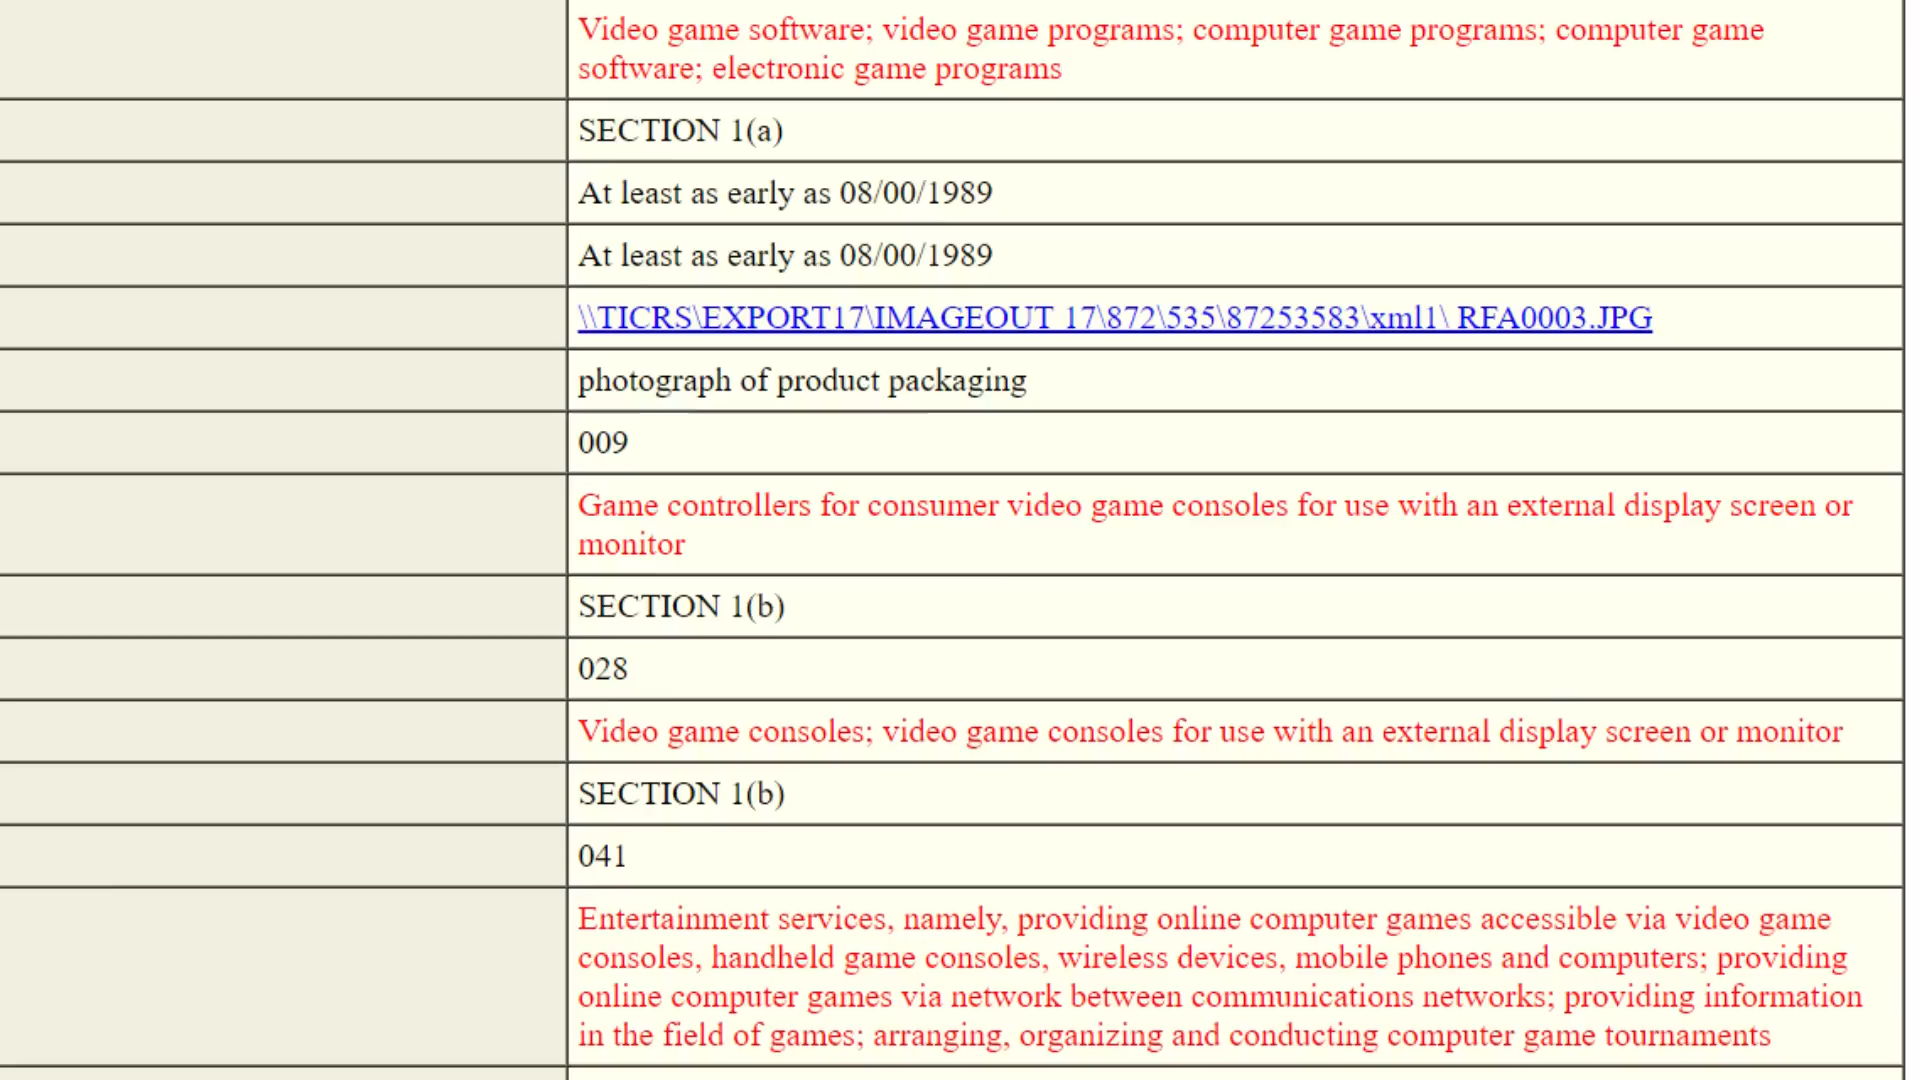 Video game software; video game programs; computer game programs; computer game
software; electronic game programs
SECTION 1(a)
At least as early as 08/00/1989
At least as early as 08/00/1989
\\TICRS\EXPORT17\IMAGEOUT 17\872\535\87253583\xml1\ RFA0003.JPG
photograph of product packaging
009
Game controllers for consumer video game consoles for use with an external display screen or
monitor
SECTION 1(b)
028
Video game consoles; video game consoles for use with an external display screen or monitor
SECTION 1(b)
041
Entertainment services, namely, providing online computer games accessible via video game
consoles, handheld game consoles, wireless devices, mobile phones and computers; providing
online computer games via network between communications networks; providing information
in the field of games; arranging, organizing and conducting computer game tournaments